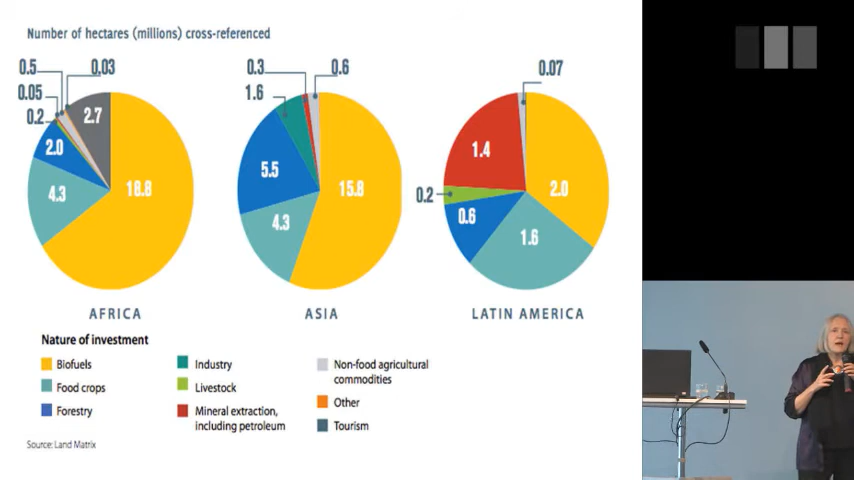 Number of hectares (millions) cross-referenced
0.5 0.03
0.05
0.2
2.7
2.0
4.3
18.8
AFRICA
0.3 0.6
1.6
5.5
4.3
15.8
ASIA
0.07
1.4
0.2
0.6
2.0
1.6
LATIN AMERICA
Nature of investment
Biofuels
Food crops
Forestry
Industry
Livestock
Mineral extraction,
including petroleum
Non-food agricultural
commodities
Other
Tourism
Source: Land Matrix